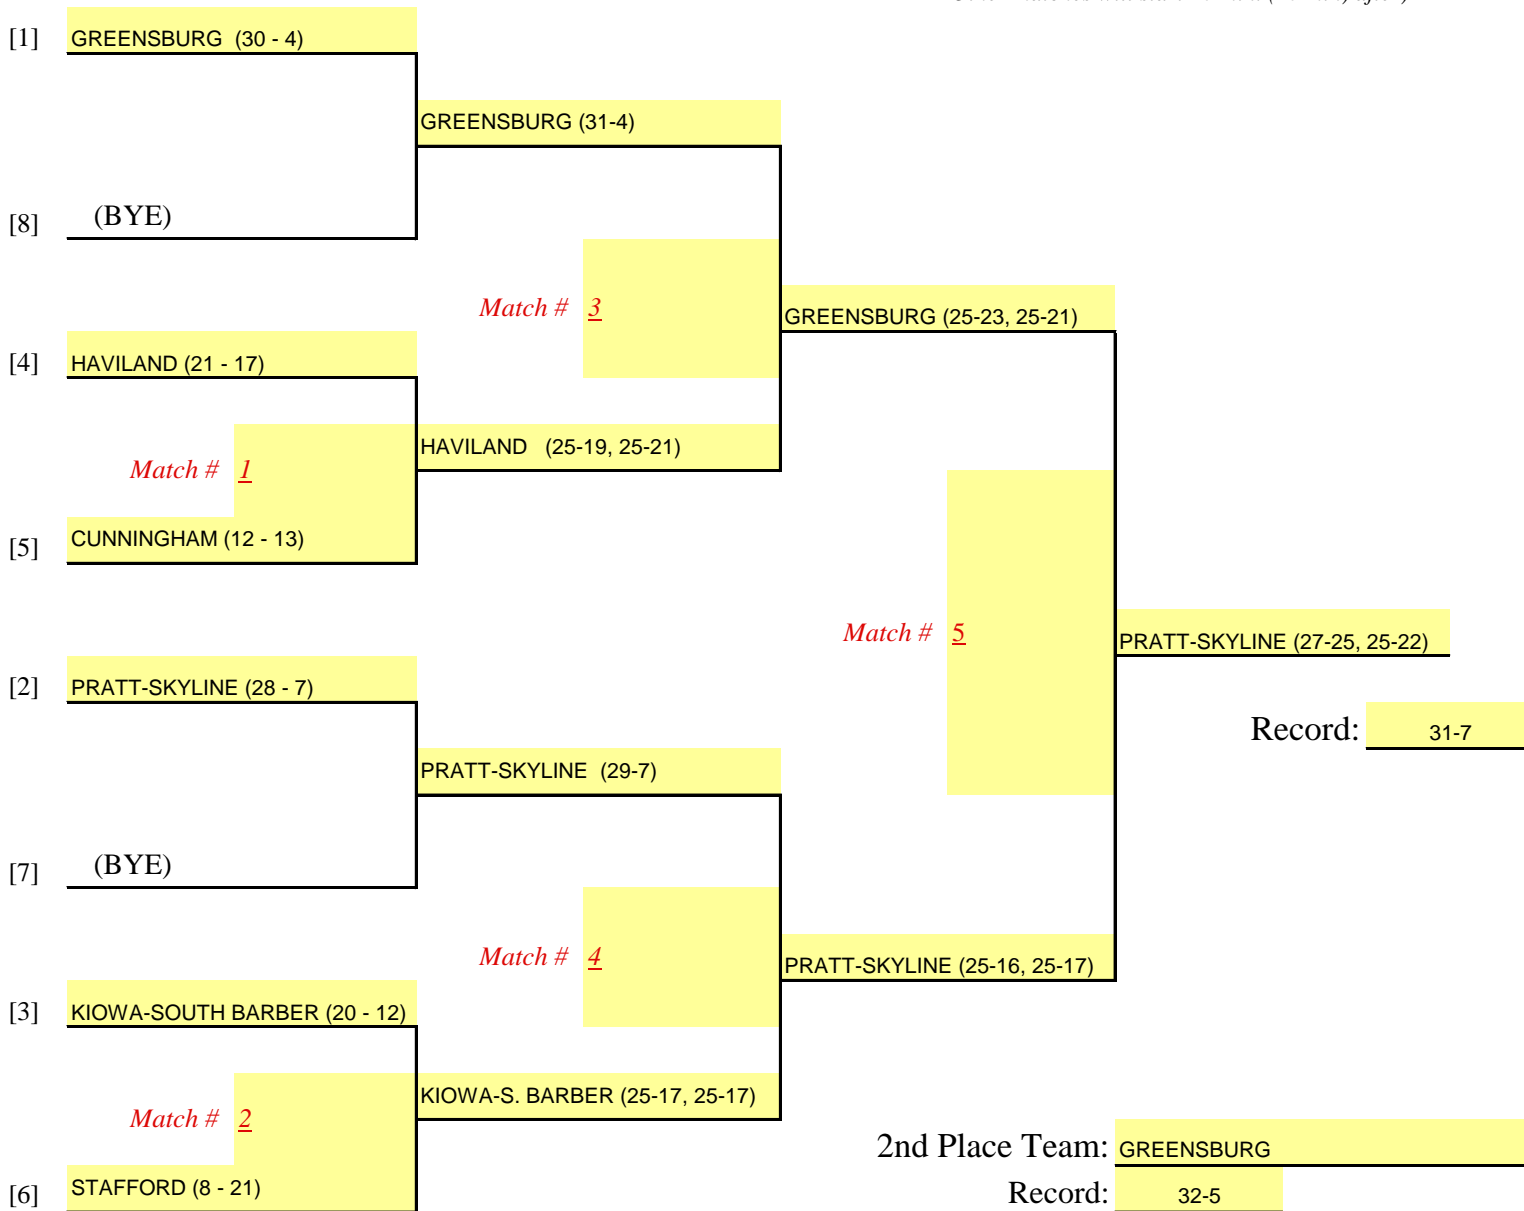 [1] GREENSBURG (30 - 4)
GREENSBURG (31-4)
[8] (BYE)
Match # 3
GREENSBURG (25-23, 25-21)
[4] HAVILAND (21 - 17)
HAVILAND (25-19, 25-21)
Match # 1
[5] CUNNINGHAM (12 - 13)
Match # 5
PRATT-SKYLINE (27-25, 25-22)
[2] PRATT-SKYLINE (28 - 7)
Record: 31-7
PRATT-SKYLINE (29-7)
[7] (BYE)
Match # 4
PRATT-SKYLINE (25-16, 25-17)
[3] KIOWA-SOUTH BARBER (20 - 12)
KIOWA-S. BARBER (25-17, 25-17)
Match # 2
2nd Place Team: GREENSBURG
[6] STAFFORD (8 - 21)
Record: 32-5